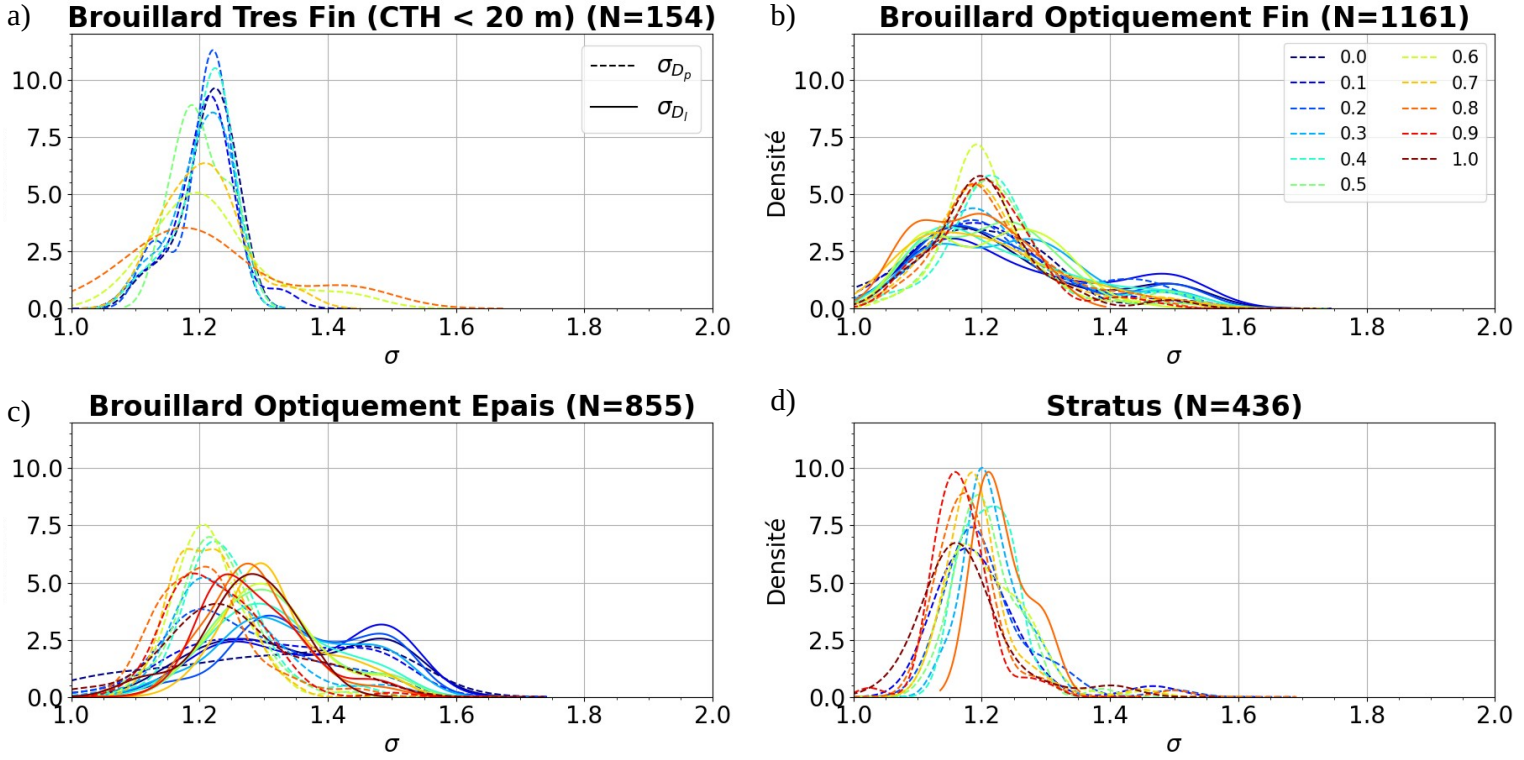 a)
Brouillard Tres Fin (CTH < 20 m) (N=154)
10.0
7.5
5.0
2.5
0.0
1.0 1.2 1.4 1.6 1.8 2.0
σ
σ_{D_p}
σ_{D_l}
b)
Brouillard Optiquement Fin (N=1161)
Densité
10.0
7.5
5.0
2.5
0.0
1.0 1.2 1.4 1.6 1.8 2.0
σ
0.0
0.1
0.2
0.3
0.4
0.5
0.6
0.7
0.8
0.9
1.0
c)
Brouillard Optiquement Epais (N=855)
10.0
7.5
5.0
2.5
0.0
1.0 1.2 1.4 1.6 1.8 2.0
σ
d)
Stratus (N=436)
Densité
10.0
7.5
5.0
2.5
0.0
1.0 1.2 1.4 1.6 1.8 2.0
σ